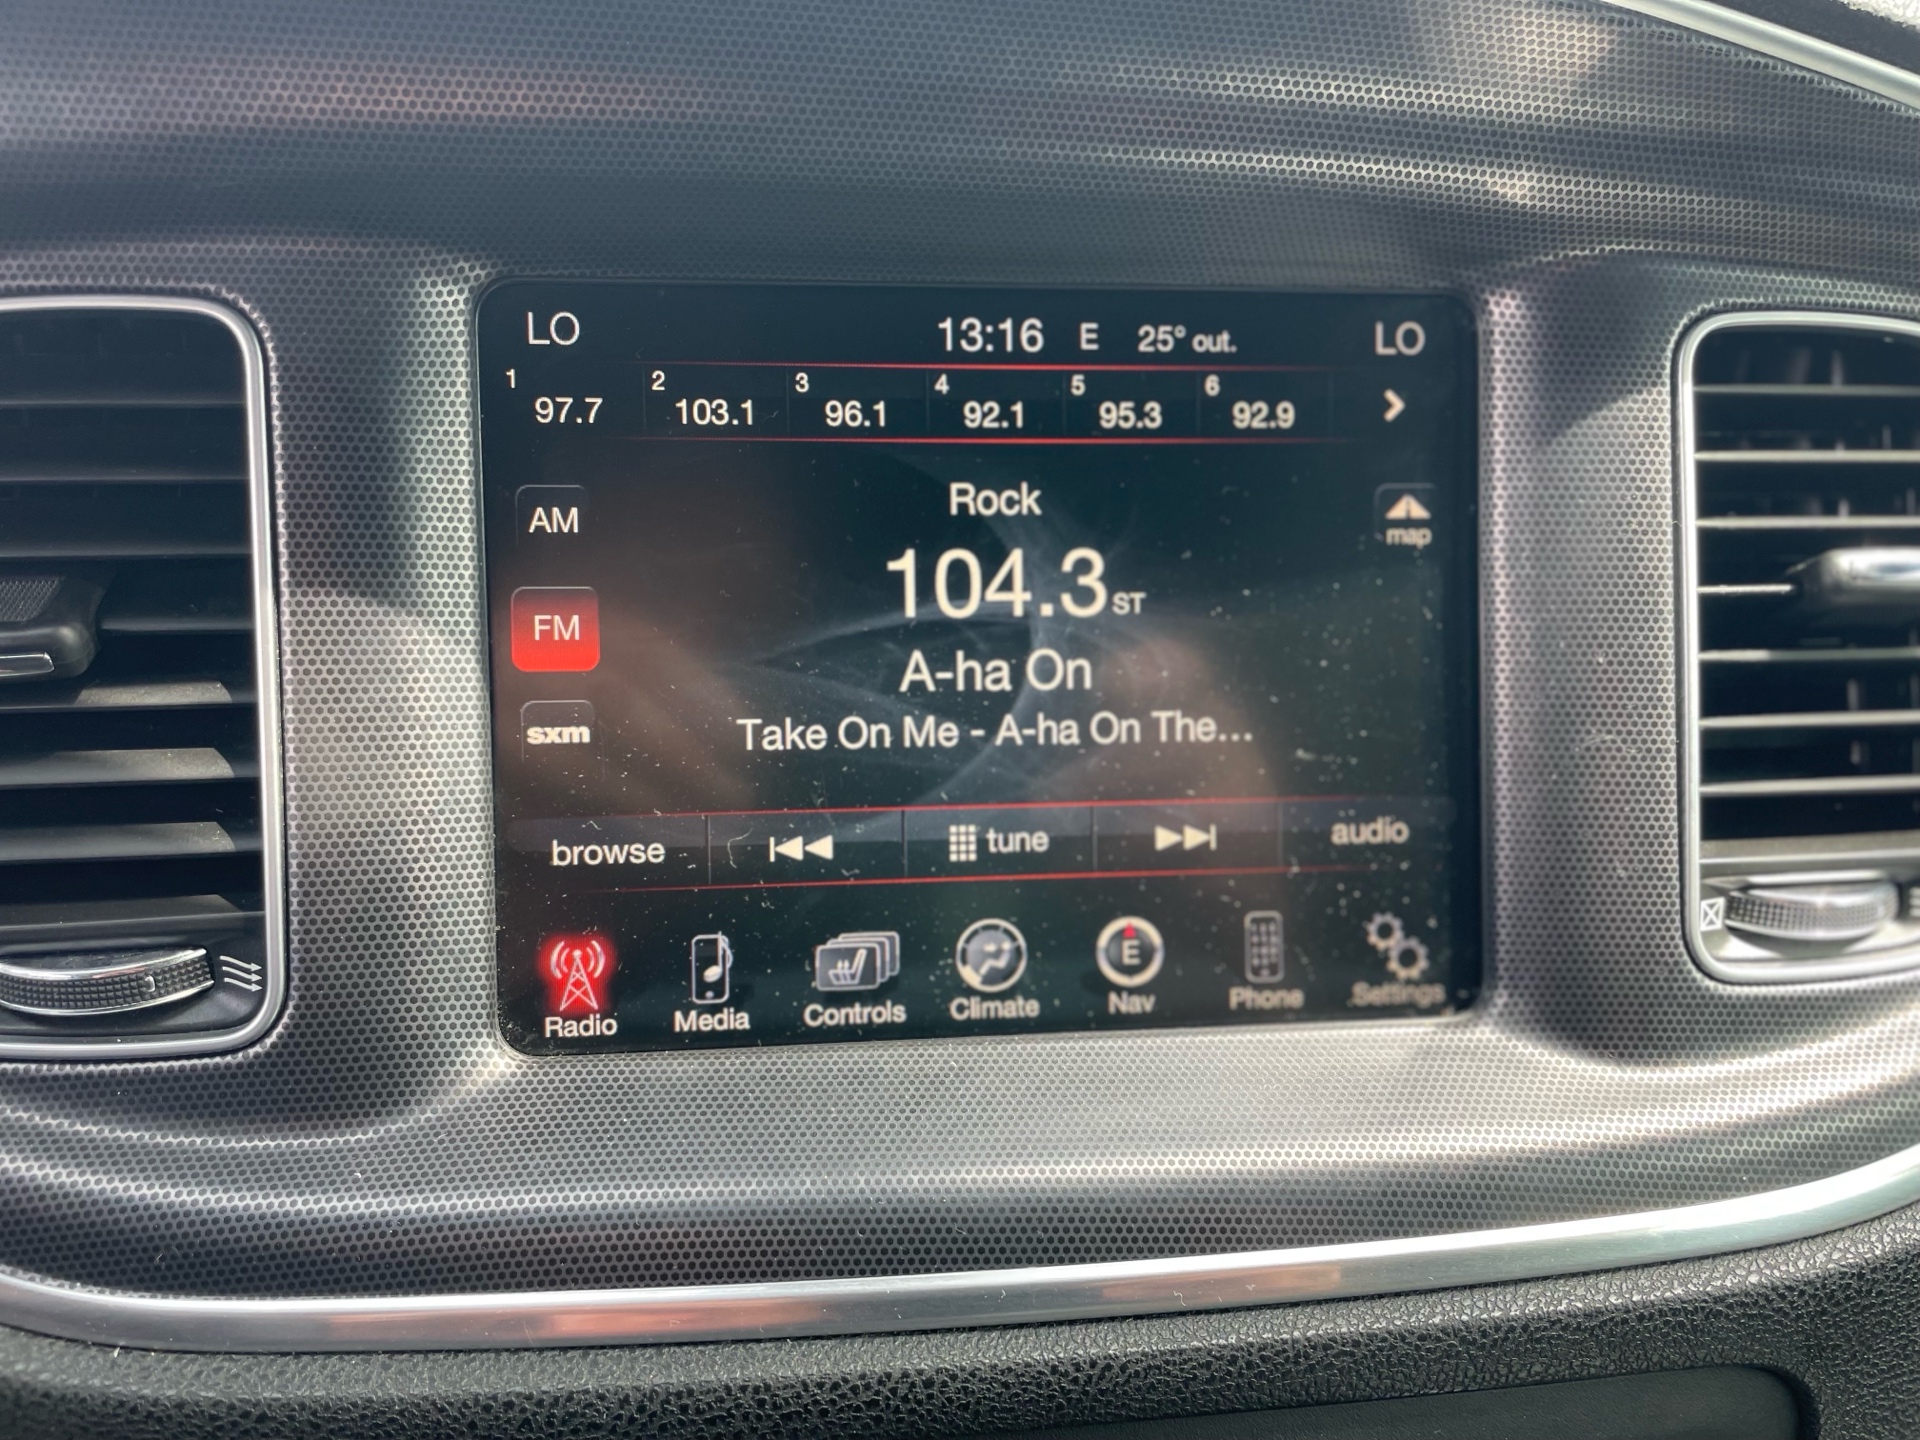 LO 13:16 E 25° out. LO
1 97.7 2 103.1 3 96.1 4 92.1 5 95.3 6 92.9
Rock
AM
map
104.3 ST
FM
A-ha On
sxm
Take On Me - A-ha On The...
browse tune audio
E
Radio Media Controls Climate Nav Phone Settings